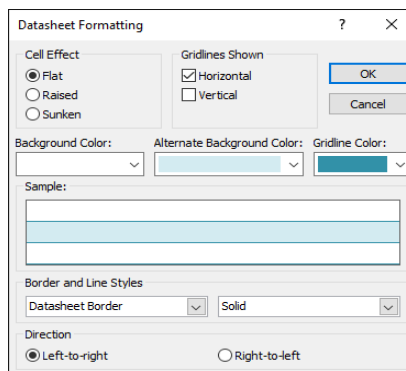 Datasheet Formatting ? ×
Cell Effect
Flat
Raised
Sunken
Gridlines Shown
Horizontal
Vertical
OK
Cancel
Background Color:
Alternate Background Color:
Gridline Color:
Sample:
Border and Line Styles
Datasheet Border
Solid
Direction
Left-to-right
Right-to-left